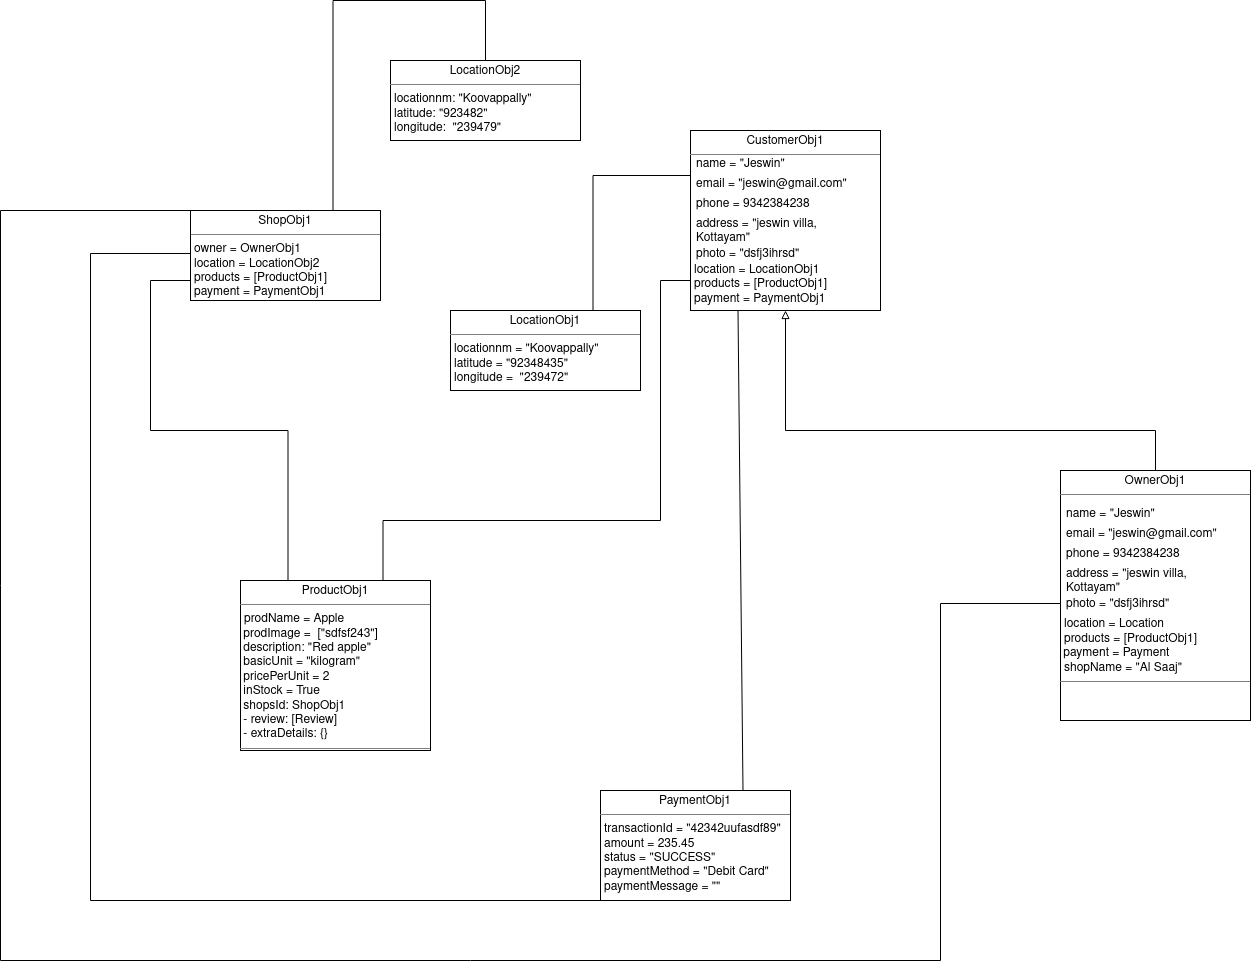 LocationObj2
locationnm: "Koovappally"
latitude: "923482"
longitude:  "239479"
CustomerObj1
name = "Jeswin"
email = "jeswin@gmail.com"
phone = 9342384238
address = "jeswin villa,
Kottayam"
photo = "dsfj3ihrsd"
location = LocationObj1
products = [ProductObj1]
payment = PaymentObj1
ShopObj1
owner = OwnerObj1
location = LocationObj2
products = [ProductObj1]
payment = PaymentObj1
LocationObj1
locationnm = "Koovappally"
latitude = "92348435"
longitude =  "239472"
OwnerObj1
name = "Jeswin"
email = "jeswin@gmail.com"
phone = 9342384238
address = "jeswin villa,
Kottayam"
photo = "dsfj3ihrsd"
location = Location
products = [ProductObj1]
payment = Payment
shopName = "Al Saaj"
ProductObj1
prodName = Apple
prodImage =  ["sdfsf243"]
description: "Red apple"
basicUnit = "kilogram"
pricePerUnit = 2
inStock = True
shopsId: ShopObj1
- review: [Review]
- extraDetails: {}
PaymentObj1
transactionId = "42342uufasdf89"
amount = 235.45
status = "SUCCESS"
paymentMethod = "Debit Card"
paymentMessage = ""